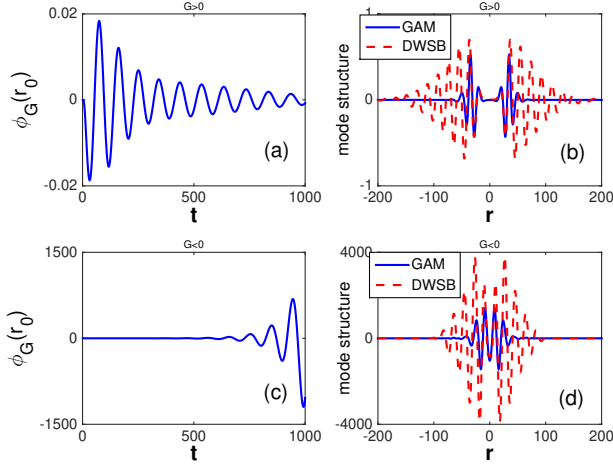 G>0
0.02
0
-0.02
ϕG(r0)
(a)
0 500 1000
t
G>0
1
0
-1
mode structure
GAM
DWSB
(b)
-200 -100 0 100 200
r
G<0
1500
0
-1500
ϕG(r0)
(c)
0 500 1000
t
G<0
4000
0
-4000
mode structure
GAM
DWSB
(d)
-200 -100 0 100 200
r